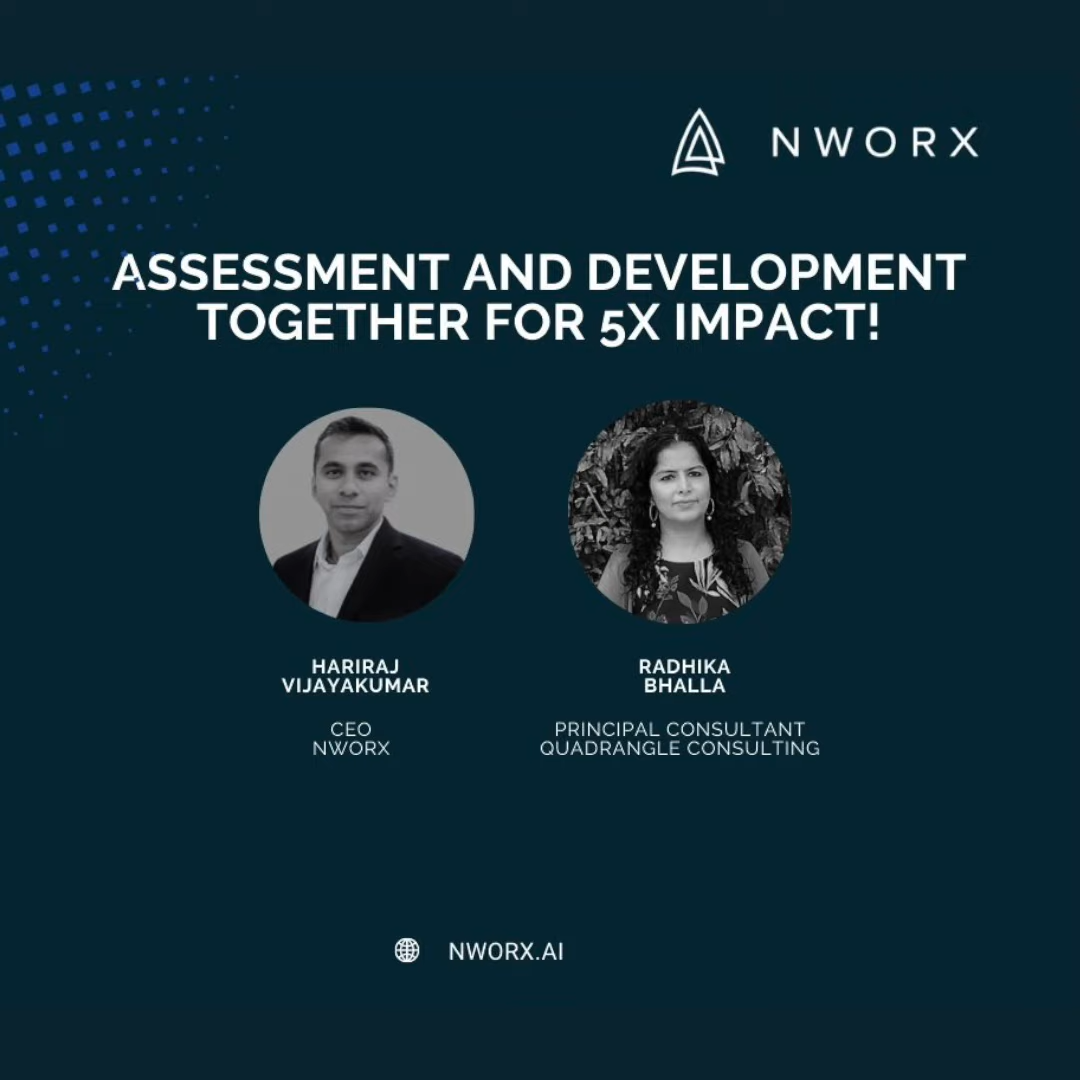 NWORX
ASSESSMENT AND DEVELOPMENT
TOGETHER FOR 5X IMPACT!
HARIRAJ
VIJAYAKUMAR
CEO
NWORX
RADHIKA
BHALLA
PRINCIPAL CONSULTANT
QUADRANGLE CONSULTING
NWORX.AI